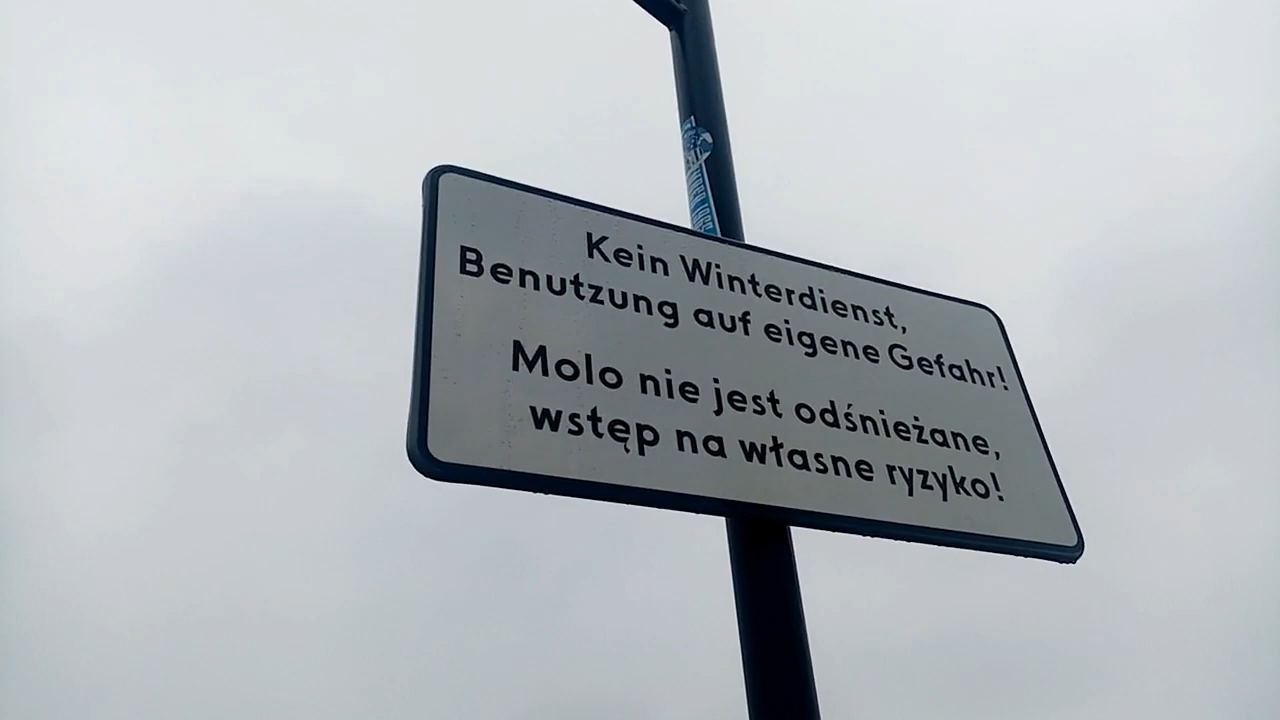 Kein Winterdienst,
Benutzung auf eigene Gefahr!
Molo nie jest odśnieżane,
wstęp na własne ryzyko!